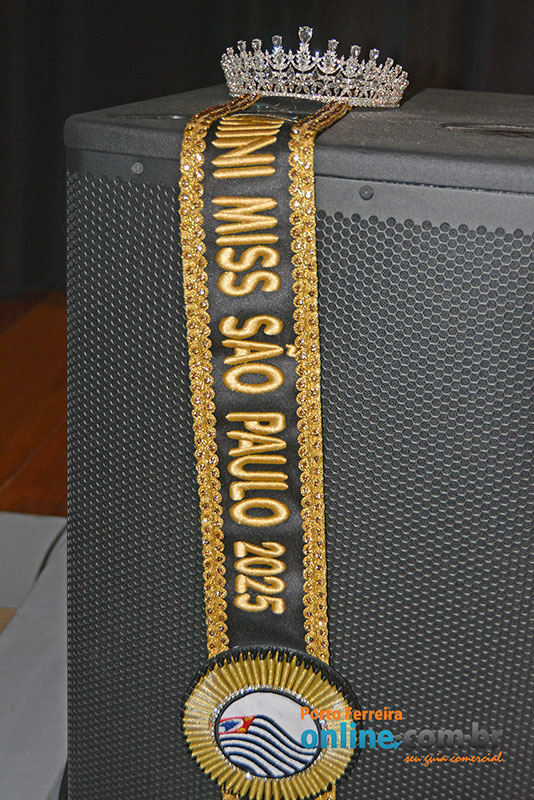 MINI MISS SÃO PAULO 2025
Porto Ferreira
online.com.br
seu guia comercial